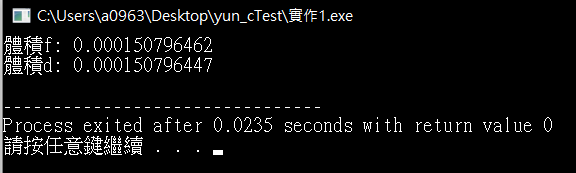 C:\Users\a0963\Desktop\yun_cTest\實作1.exe
體積f: 0.000150796462
體積d: 0.000150796447
--------------------------------
Process exited after 0.0235 seconds with return value 0
請按任意鍵繼續 . . .